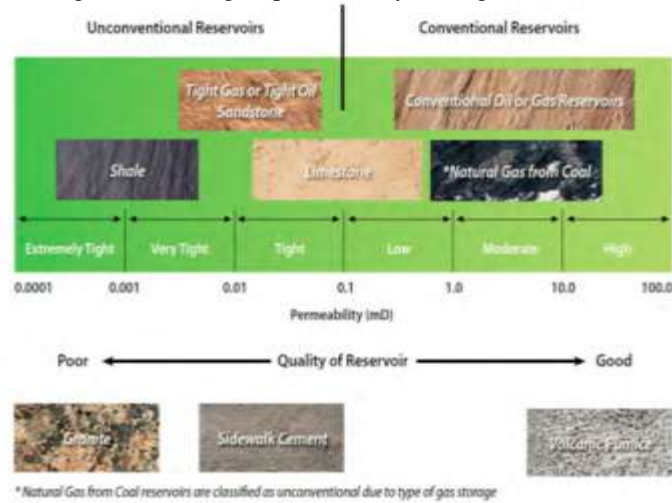 Unconventional Reservoirs
Conventional Reservoirs
Tight Gas or Tight Oil
Sandstone
Conventional Oil or Gas Reservoirs
Shale
Limestone
*Natural Gas from Coal
Extremely Tight
Very Tight
Tight
Low
Moderate
High
0.0001
0.001
0.01
0.1
1.0
10.0
100.0
Permeability (mD)
Poor
Quality of Reservoir
Good
Granite
Sidewalk Cement
Volcanic Pumice
* Natural Gas from Coal reservoirs are classified as unconventional due to type of gas storage